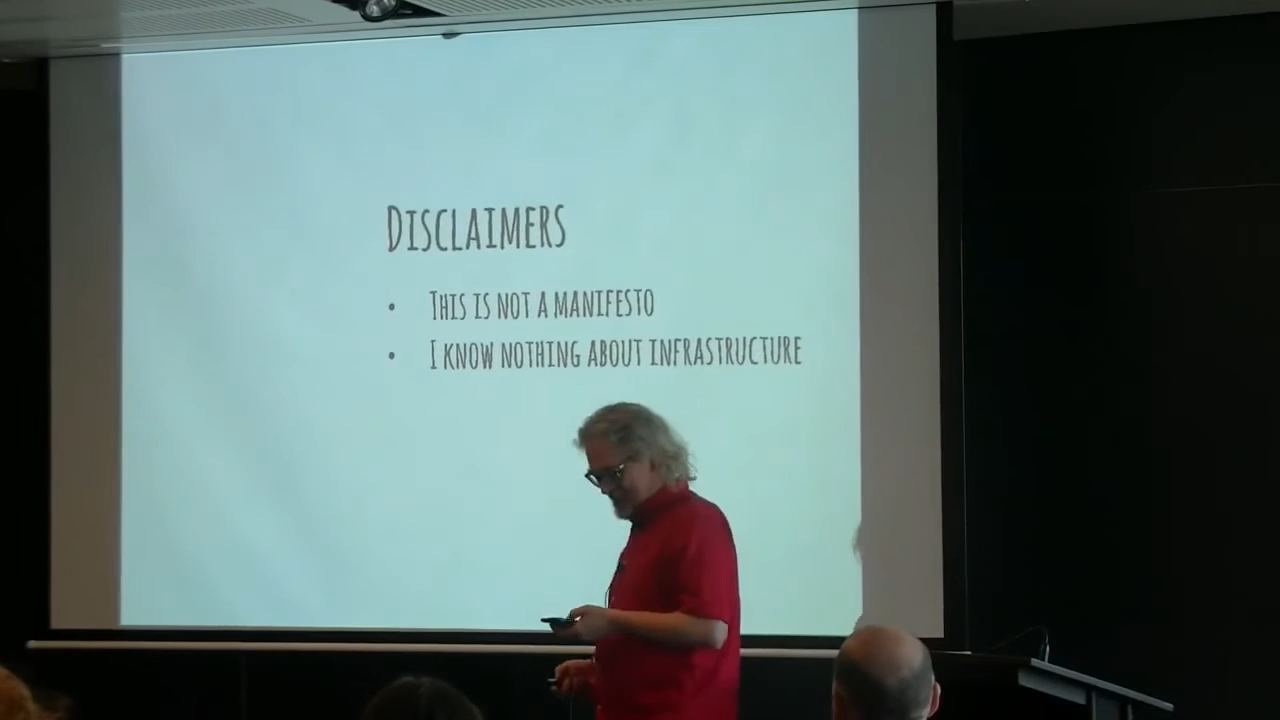 DISCLAIMERS
• THIS IS NOT A MANIFESTO
• I KNOW NOTHING ABOUT INFRASTRUCTURE